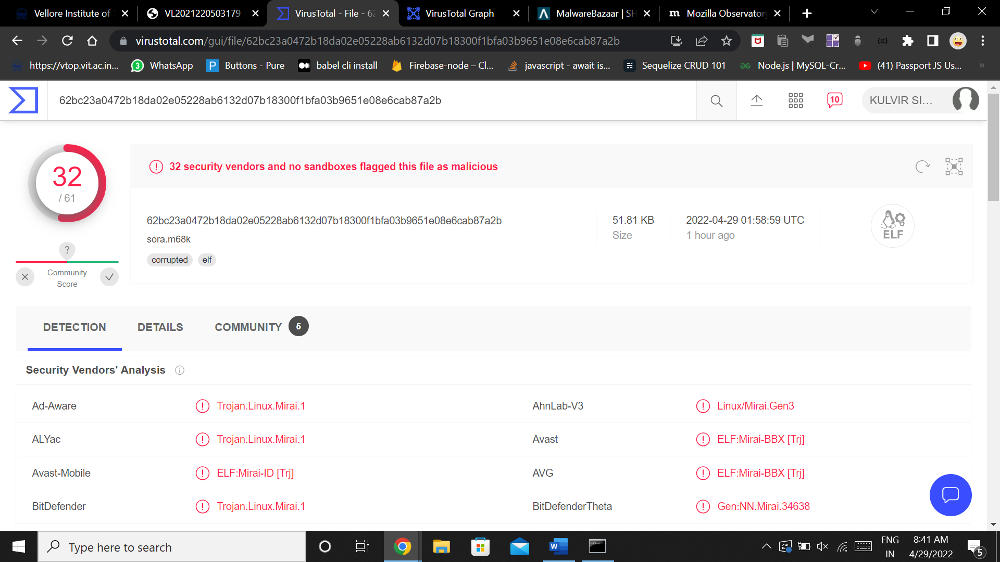 Vellore Institute of T
VL2021220503179_
VirusTotal - File - 62
VirusTotal Graph
MalwareBazaar | SH
Mozilla Observatory
virustotal.com/gui/file/62bc23a0472b18da02e05228ab6132d07b18300f1bfa03b9651e08e6cab87a2b
https://vtop.vit.ac.in...
3 WhatsApp
P Buttons - Pure
babel cli install
Firebase-node – Cl...
javascript - await is...
Sequelize CRUD 101
Node.js | MySQL-Cr...
(41) Passport JS Us...
»
62bc23a0472b18da02e05228ab6132d07b18300f1bfa03b9651e08e6cab87a2b
10
KULVIR SI...
32
/ 61
32 security vendors and no sandboxes flagged this file as malicious
62bc23a0472b18da02e05228ab6132d07b18300f1bfa03b9651e08e6cab87a2b
sora.m68k
corrupted elf
51.81 KB
Size
2022-04-29 01:58:59 UTC
1 hour ago
ELF
?
Community
Score
DETECTION
DETAILS
COMMUNITY 5
Security Vendors' Analysis
Ad-Aware Trojan.Linux.Mirai.1 AhnLab-V3 Linux/Mirai.Gen3
ALYac Trojan.Linux.Mirai.1 Avast ELF:Mirai-BBX [Trj]
Avast-Mobile ELF:Mirai-ID [Trj] AVG ELF:Mirai-BBX [Trj]
BitDefender Trojan.Linux.Mirai.1 BitDefenderTheta Gen:NN.Mirai.34638
Type here to search
ENG
IN
8:41 AM
4/29/2022
5